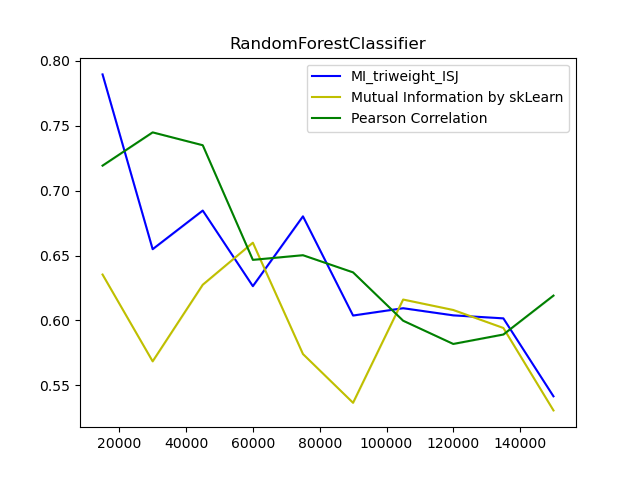 RandomForestClassifier
MI_triweight_ISJ
Mutual Information by skLearn
Pearson Correlation
0.80
0.75
0.70
0.65
0.60
0.55
20000 40000 60000 80000 100000 120000 140000